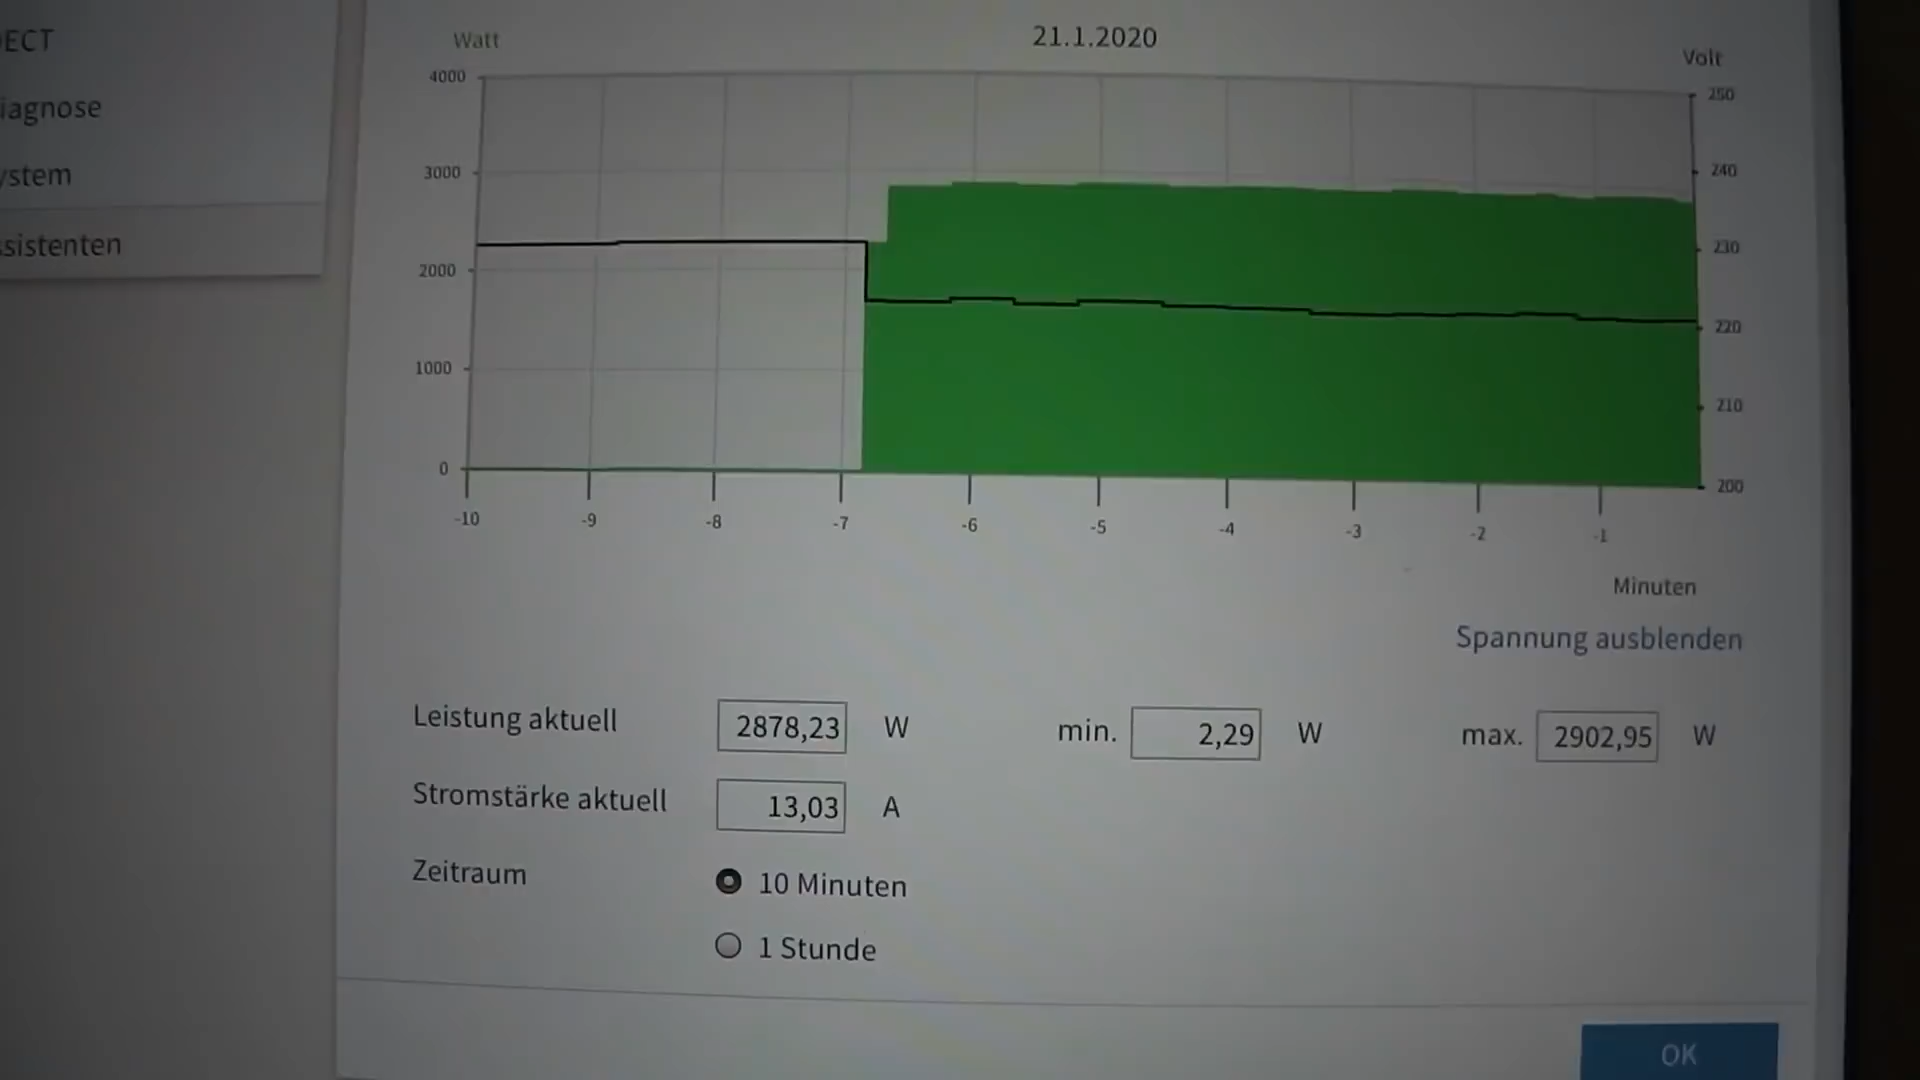 ECT
iagnose
ystem
sistenten
Watt
21.1.2020
Volt
4000
3000
2000
1000
0
250
240
230
220
210
200
-10 -9 -8 -7 -6 -5 -4 -3 -2 -1
Minuten
Spannung ausblenden
Leistung aktuell 2878,23 W min. 2,29 W max. 2902,95 W
Stromstärke aktuell 13,03 A
Zeitraum 10 Minuten
1 Stunde
OK